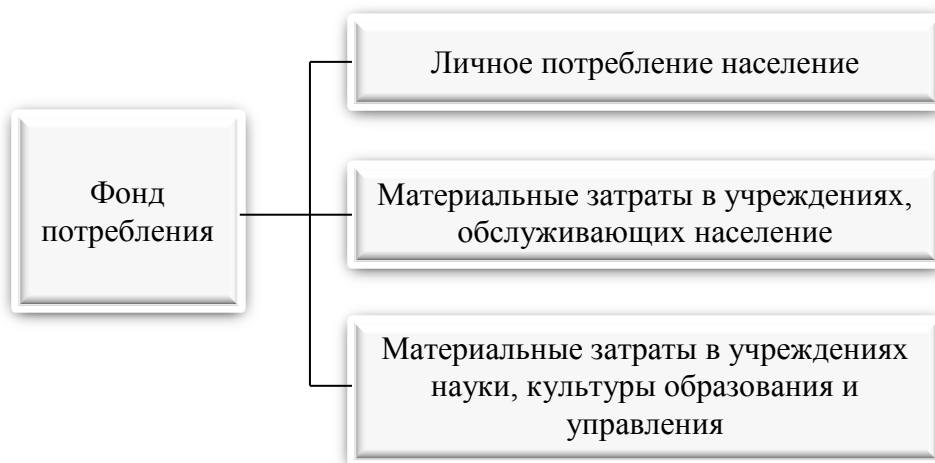 Личное потребление население
Фонд
потребления
Материальные затраты в учреждениях,
обслуживающих население
Материальные затраты в учреждениях
науки, культуры образования и
управления